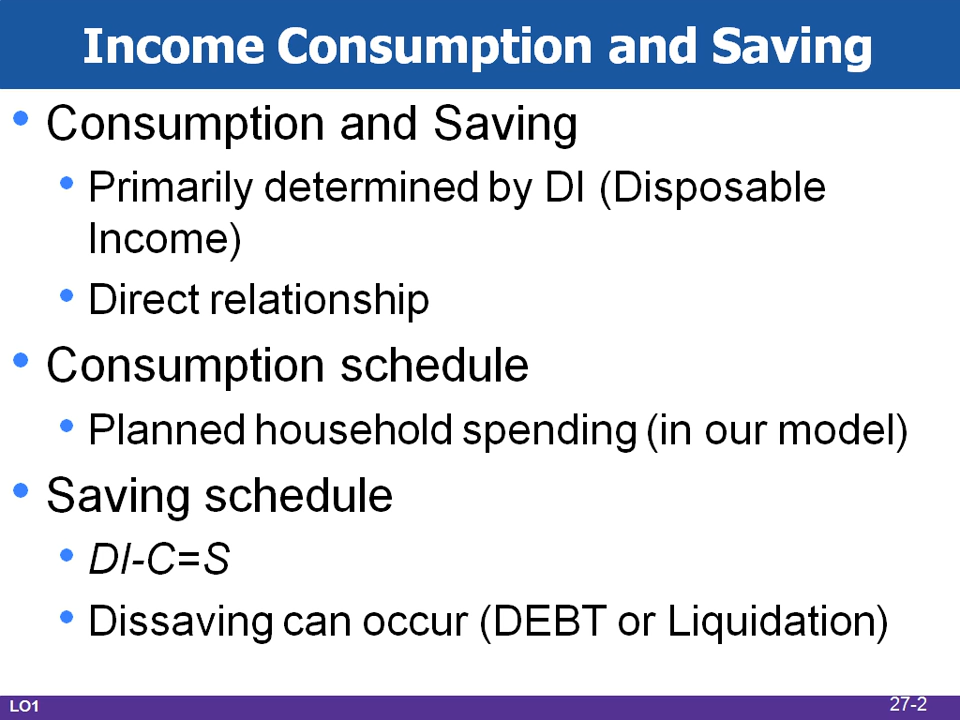 Income Consumption and Saving
• Consumption and Saving
• Primarily determined by DI (Disposable
Income)
• Direct relationship
• Consumption schedule
• Planned household spending (in our model)
• Saving schedule
• DI-C=S
• Dissaving can occur (DEBT or Liquidation)
LO1
27-2